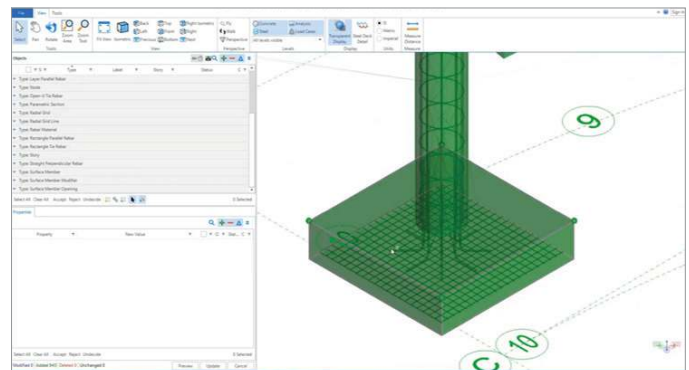 File View Tools
Select Pan Rotate Zoom Area Zoom Tool
Fit View Isometric
Back Top Right Isometric
Left Front Right
Previous Bottom Next
Fly
Walk
Perspective
Concrete Analysis
Steel Load Cases
All levels visible
Transparent Display Steel Deck Detail
Metric
Imperial
Measure Distance
Tools View Perspective Levels Display Units Measure
Objects
Type Label Story Status
Type: Layer Parallel Rebar
Type: Node
Type: Open-U Tie Rebar
Type: Parametric Section
Type: Radial Grid
Type: Radial Grid Line
Type: Rebar Material
Type: Rectangle Parallel Rebar
Type: Rectangle Tie Rebar
Type: Story
Type: Straight Perpendicular Rebar
Type: Surface Member
Type: Surface Member Modifier
Type: Surface Member Opening
Select All Clear All Accept Reject Undecide 0 Selected
Properties
Property New Value
Select All Clear All Accept Reject Undecide 0 Selected
Preview Update Cancel
9
10
C